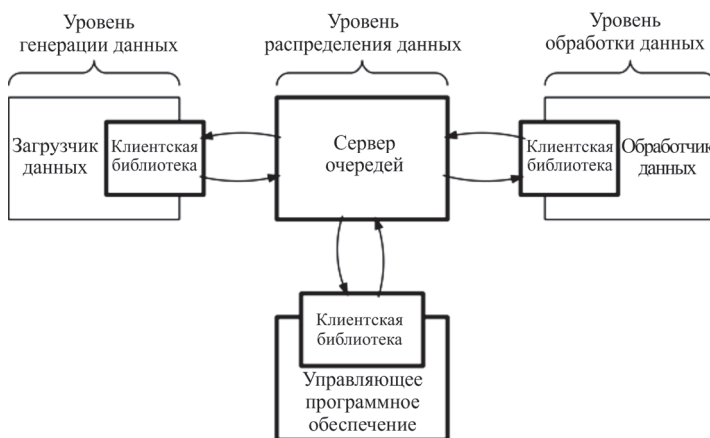 Уровень
генерации данных
Уровень
распределения данных
Уровень
обработки данных
Загрузчик
данных
Клиентская
библиотека
Сервер
очередей
Клиентская
библиотека
Обработчик
данных
Клиентская
библиотека
Управляющее
программное
обеспечение